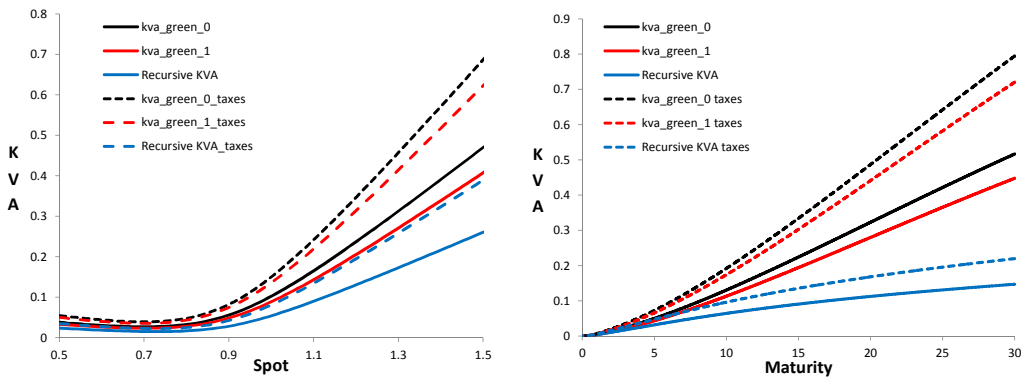 0.8
0.7
0.6
0.5
0.4
0.3
0.2
0.1
0
K
V
A
kva_green_0
kva_green_1
Recursive KVA
kva_green_0_taxes
kva_green_1_taxes
Recursive KVA_taxes
0.5 0.7 0.9 1.1 1.3 1.5
Spot
0.9
0.8
0.7
0.6
0.5
0.4
0.3
0.2
0.1
0
K
V
A
kva_green_0
kva_green_1
Recursive KVA
kva_green_0 taxes
kva_green_1 taxes
Recursive KVA taxes
0 5 10 15 20 25 30
Maturity